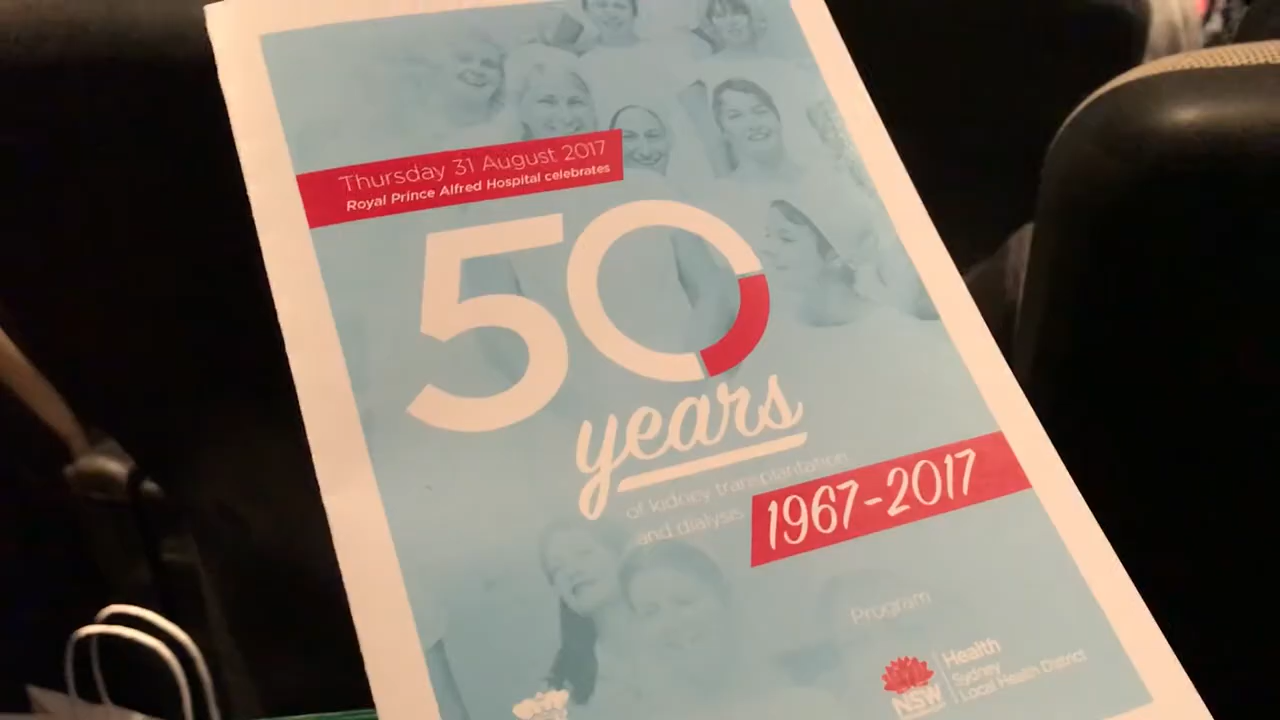 Thursday 31 August 2017
Royal Prince Alfred Hospital celebrates
50
years
of kidney transplantation
and dialysis
1967-2017
Program
NSW
Health
Sydney
Local Health District